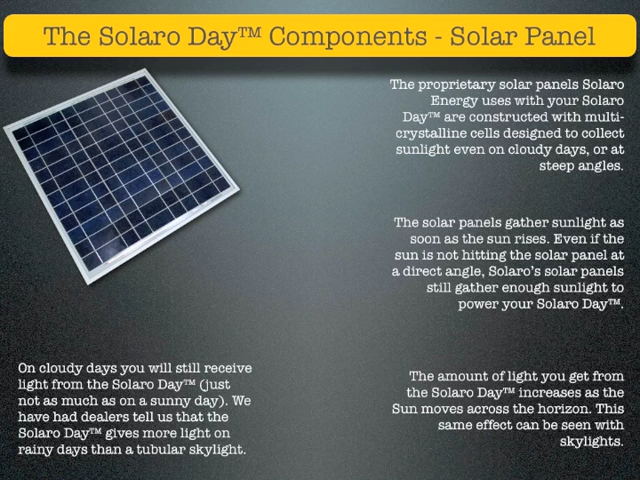 The Solaro Day™ Components - Solar Panel
The proprietary solar panels Solaro
Energy uses with your Solaro
Day™ are constructed with multi-
crystalline cells designed to collect
sunlight even on cloudy days, or at
steep angles.
The solar panels gather sunlight as
soon as the sun rises. Even if the
sun is not hitting the solar panel at
a direct angle, Solaro's solar panels
still gather enough sunlight to
power your Solaro Day™.
On cloudy days you will still receive
light from the Solaro Day™ (just
not as much as on a sunny day). We
have had dealers tell us that the
Solaro Day™ gives more light on
rainy days than a tubular skylight.
The amount of light you get from
the Solaro Day™ increases as the
Sun moves across the horizon. This
same effect can be seen with
skylights.